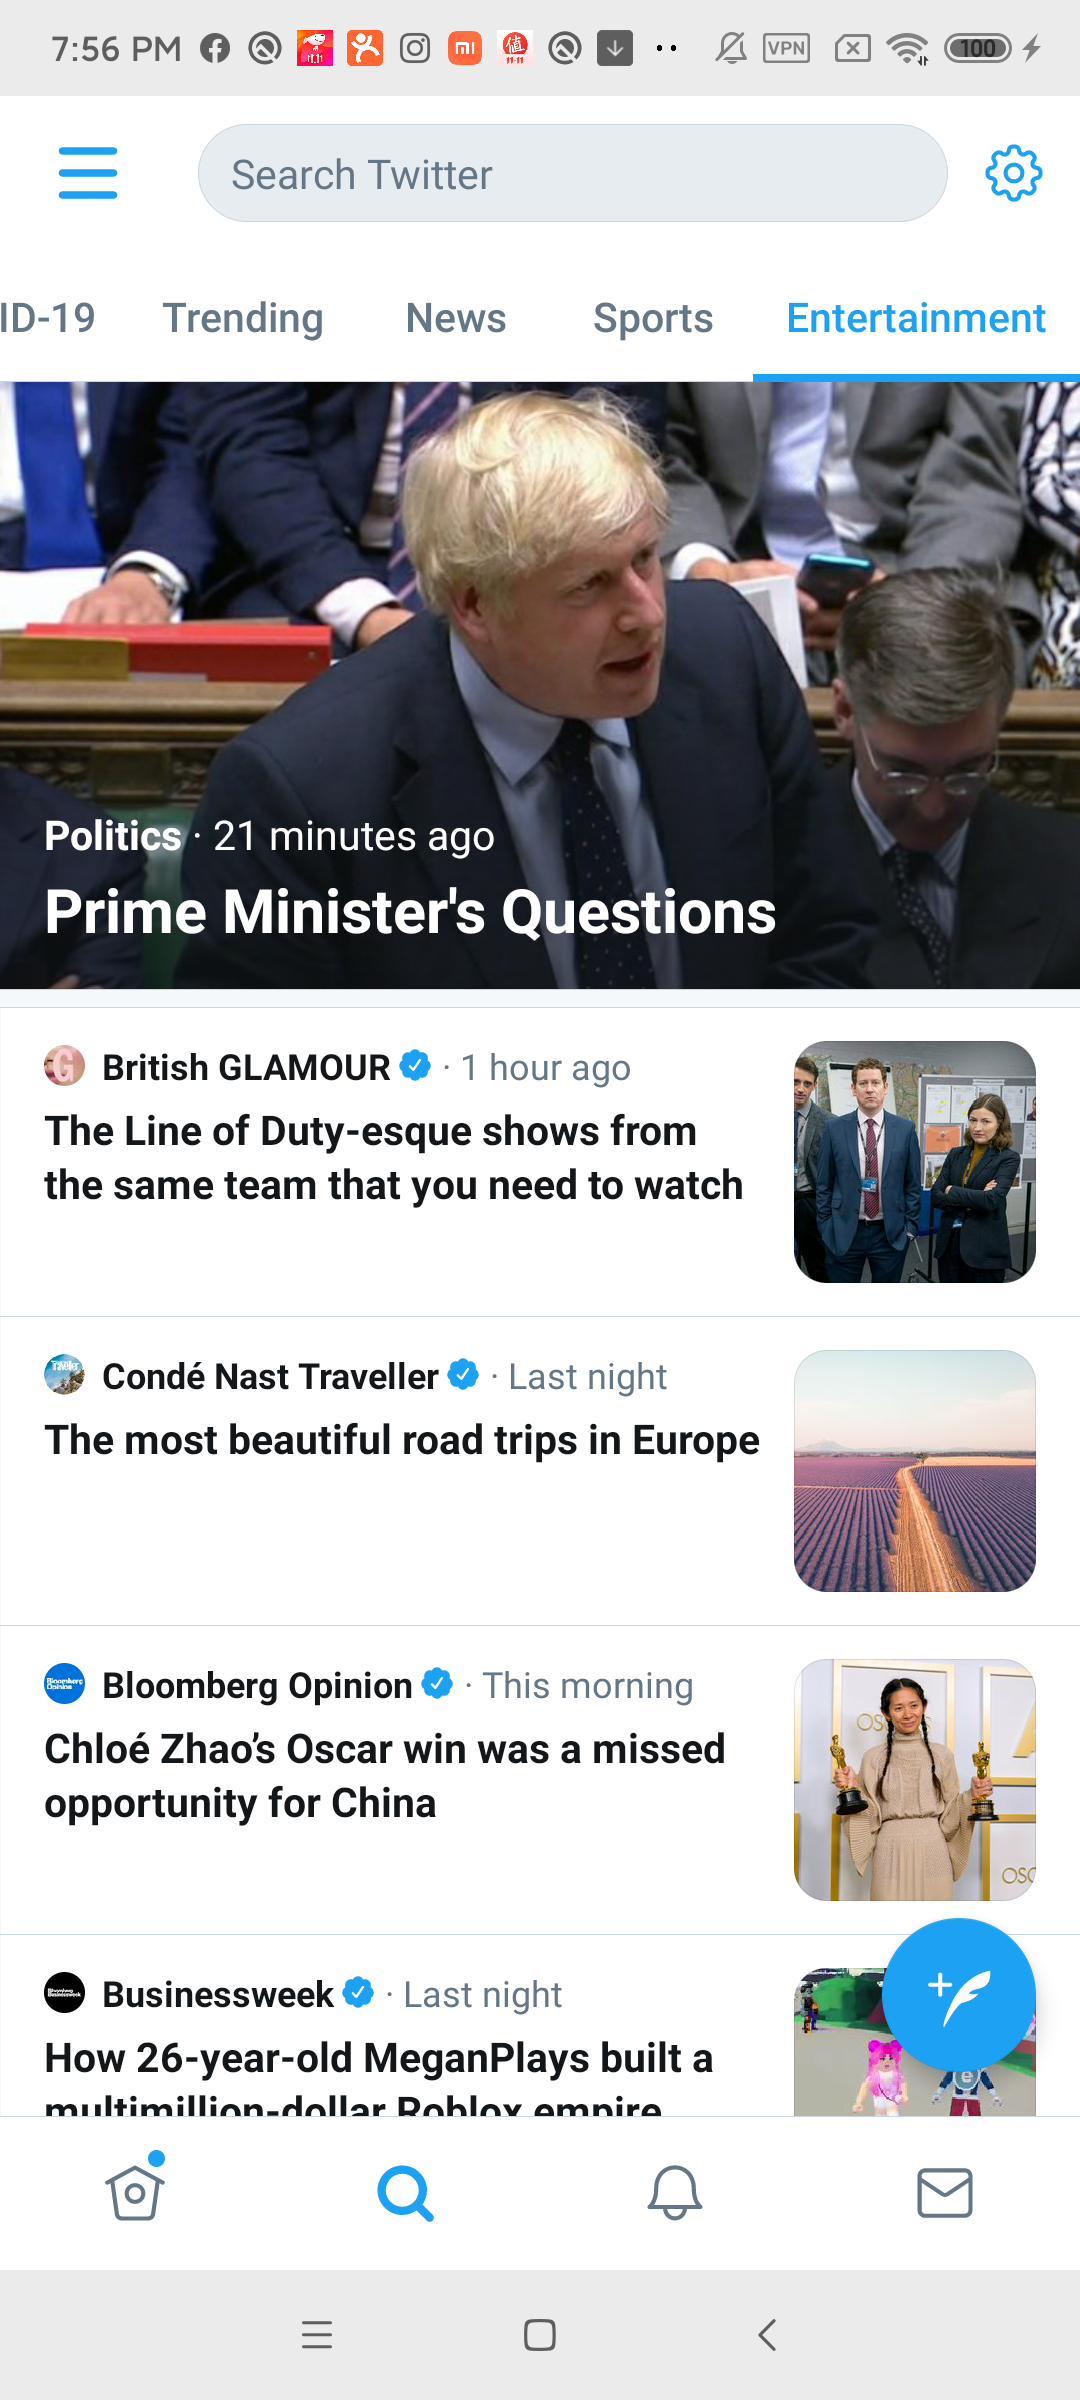 7:56 PM
VPN
100
Search Twitter
ID-19 Trending News Sports Entertainment
Politics · 21 minutes ago
Prime Minister's Questions
British GLAMOUR · 1 hour ago
The Line of Duty-esque shows from
the same team that you need to watch
Condé Nast Traveller · Last night
The most beautiful road trips in Europe
Bloomberg Opinion · This morning
Chloé Zhao’s Oscar win was a missed
opportunity for China
Businessweek · Last night
How 26-year-old MeganPlays built a
multimillion-dollar Roblox empire